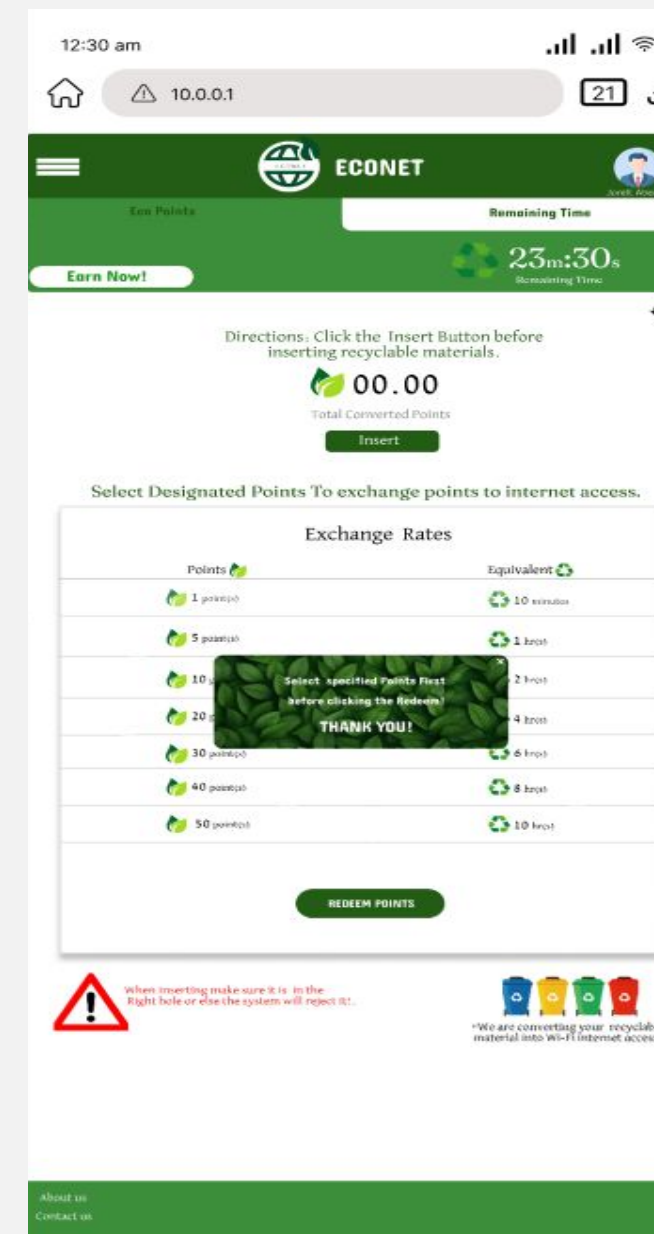 12:30 am
10.0.0.1
21
ECONET
Eco Points
Remaining Time
23m:30s
Remaining Time
Earn Now!
Directions: Click the Insert Button before
inserting recyclable materials.
00.00
Total Converted Points
Insert
Select Designated Points To exchange points to internet access.
Exchange Rates
Points Equivalent
1 point(s) 10 minutes
5 point(s) 1 hr(s)
10 2 hr(s)
20 4 hr(s)
30 point(s) 6 hr(s)
40 point(s) 8 hr(s)
50 point(s) 10 hr(s)
Select specified Points First
before clicking the Redeem!
THANK YOU!
REDEEM POINTS
When Inserting make sure it is in the
Right hole or else the system will reject it!.
*We are converting your recyclab
material into Wi-Fi internet access
About us
Contact us